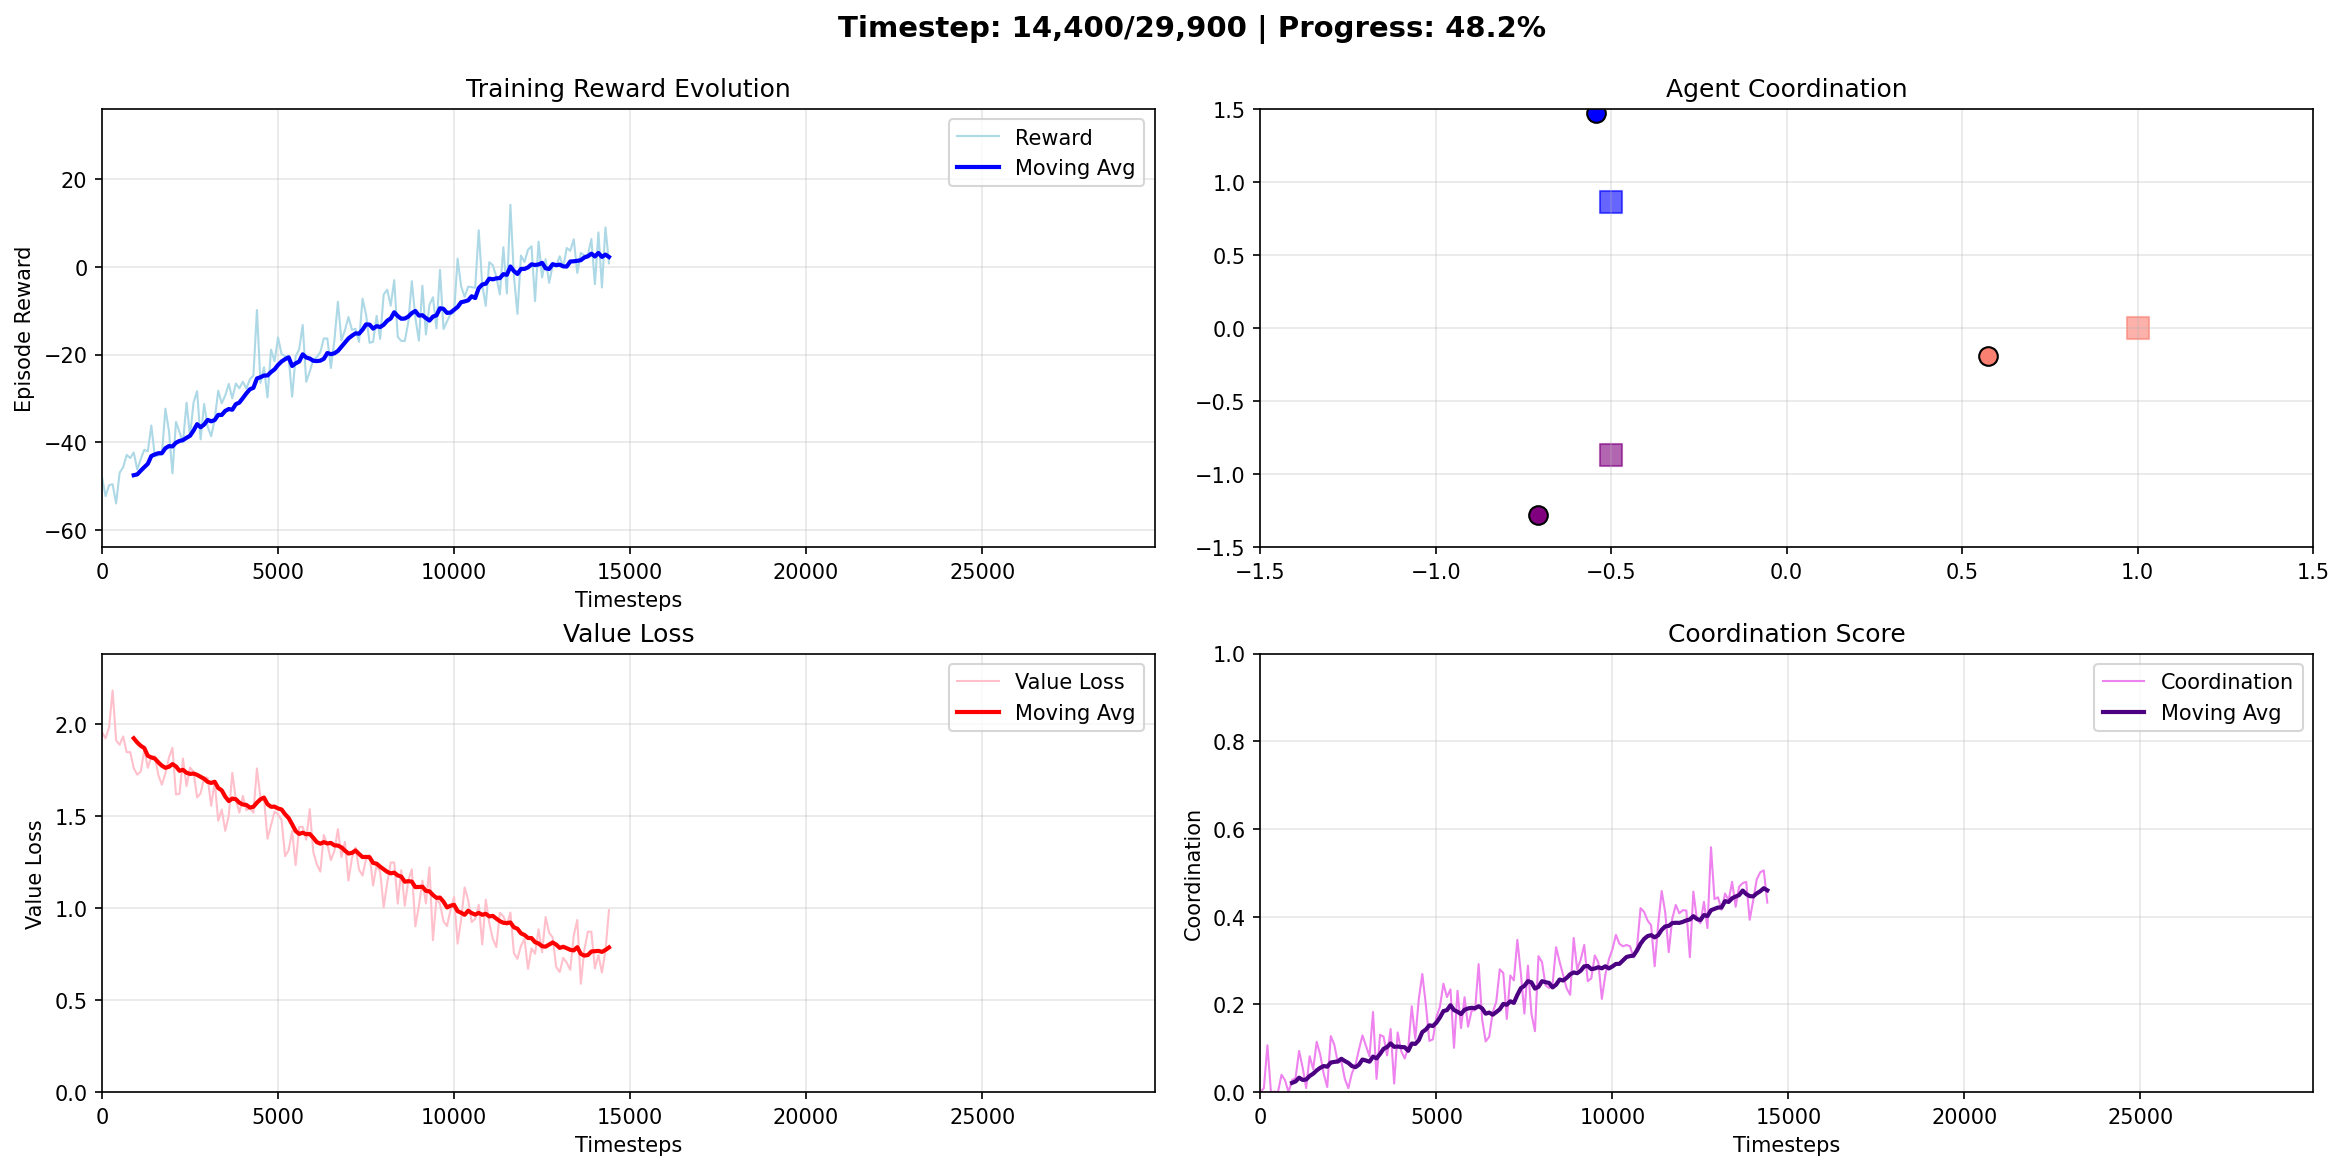 Timestep: 14,400/29,900 | Progress: 48.2%
Training Reward Evolution
Reward
Moving Avg
20
0
−20
−40
−60
Episode Reward
0
5000
10000
15000
20000
25000
Timesteps
Agent Coordination
1.5
1.0
0.5
0.0
−0.5
−1.0
−1.5
−1.5
−1.0
−0.5
0.0
0.5
1.0
1.5
Value Loss
Value Loss
Moving Avg
2.0
1.5
1.0
0.5
0.0
Value Loss
0
5000
10000
15000
20000
25000
Timesteps
Coordination Score
Coordination
Moving Avg
1.0
0.8
0.6
0.4
0.2
0.0
Coordination
0
5000
10000
15000
20000
25000
Timesteps